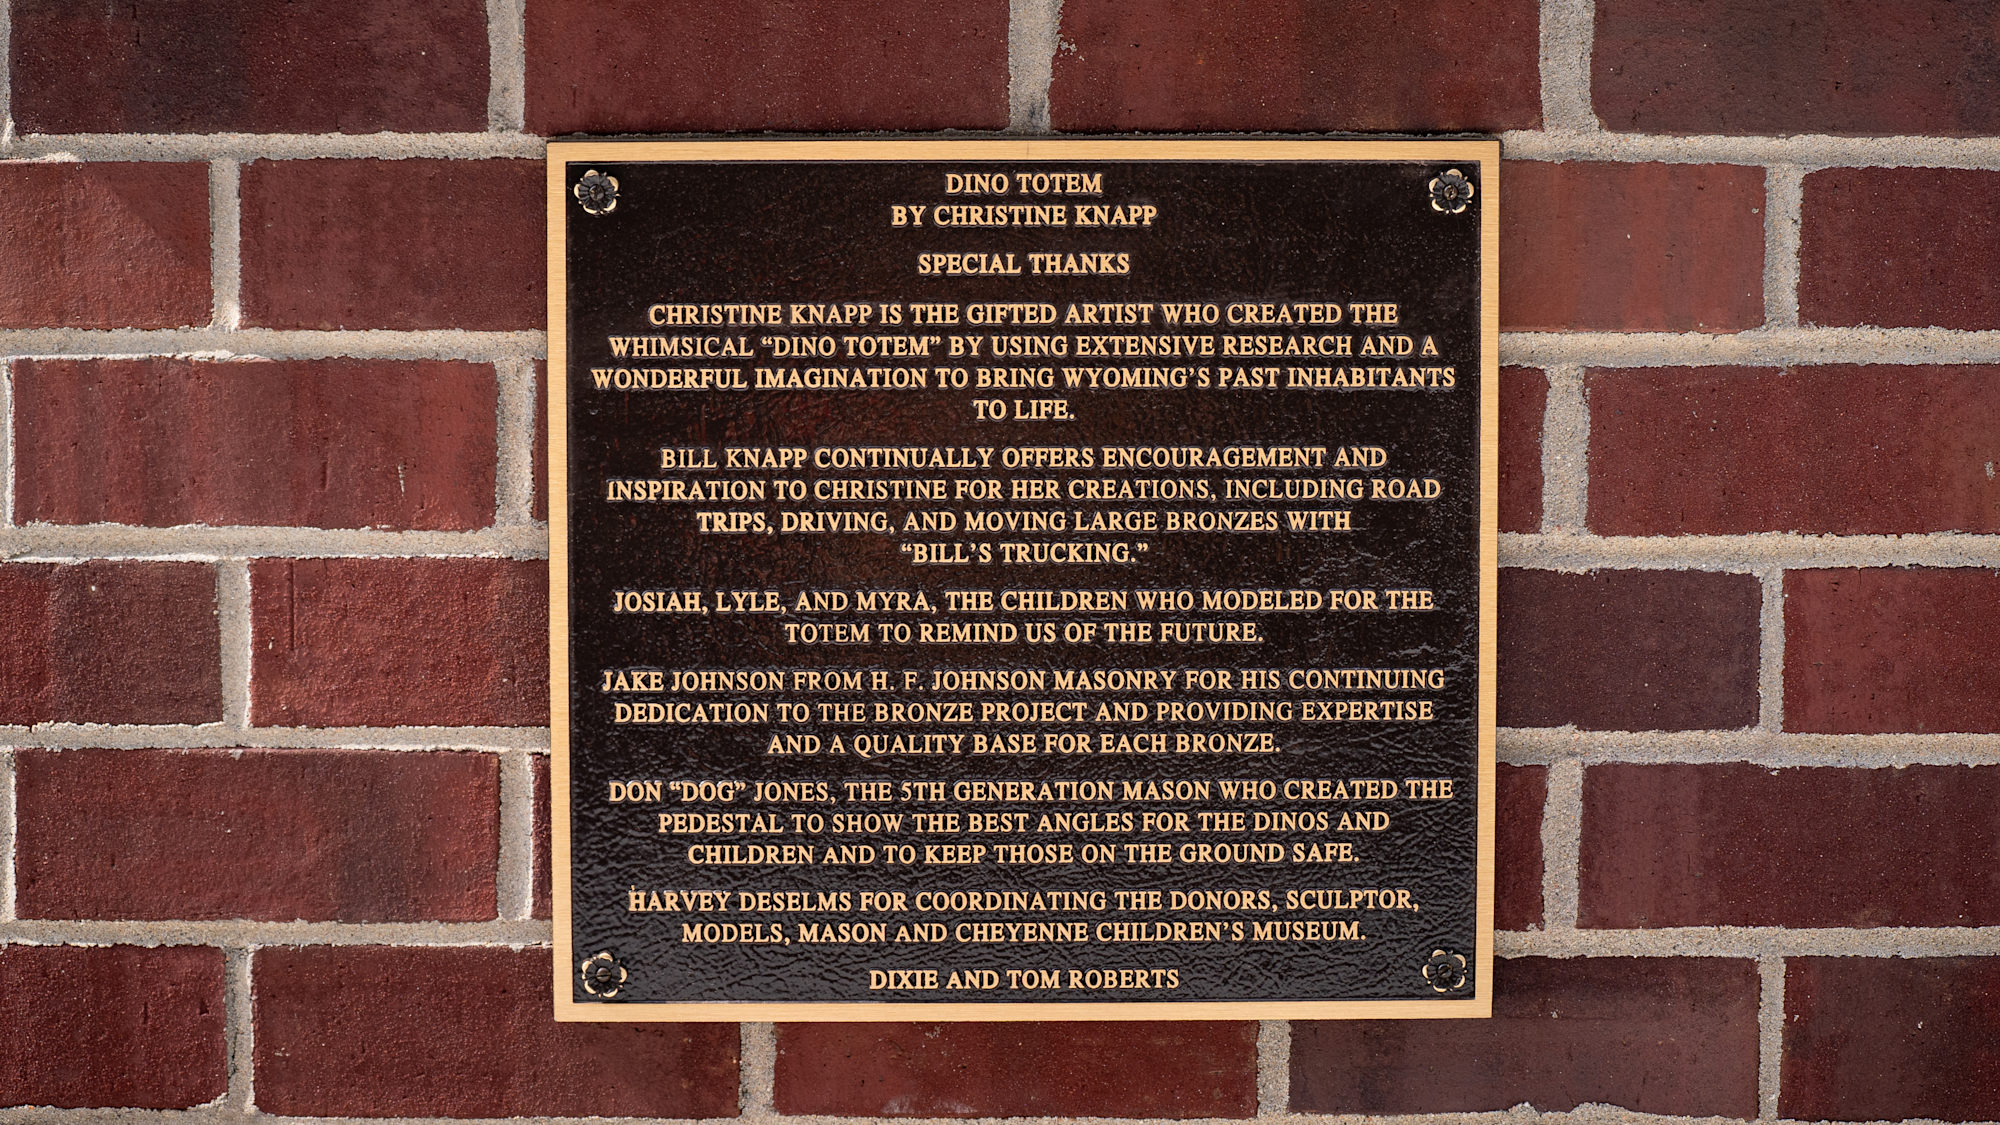 DINO TOTEM
BY CHRISTINE KNAPP
SPECIAL THANKS
CHRISTINE KNAPP IS THE GIFTED ARTIST WHO CREATED THE
WHIMSICAL “DINO TOTEM” BY USING EXTENSIVE RESEARCH AND A
WONDERFUL IMAGINATION TO BRING WYOMING’S PAST INHABITANTS
TO LIFE.
BILL KNAPP CONTINUALLY OFFERS ENCOURAGEMENT AND
INSPIRATION TO CHRISTINE FOR HER CREATIONS, INCLUDING ROAD
TRIPS, DRIVING, AND MOVING LARGE BRONZES WITH
“BILL’S TRUCKING.”
JOSIAH, LYLE, AND MYRA, THE CHILDREN WHO MODELED FOR THE
TOTEM TO REMIND US OF THE FUTURE.
JAKE JOHNSON FROM H. F. JOHNSON MASONRY FOR HIS CONTINUING
DEDICATION TO THE BRONZE PROJECT AND PROVIDING EXPERTISE
AND A QUALITY BASE FOR EACH BRONZE.
DON “DOG” JONES, THE 5TH GENERATION MASON WHO CREATED THE
PEDESTAL TO SHOW THE BEST ANGLES FOR THE DINOS AND
CHILDREN AND TO KEEP THOSE ON THE GROUND SAFE.
HARVEY DESELMS FOR COORDINATING THE DONORS, SCULPTOR,
MODELS, MASON AND CHEYENNE CHILDREN’S MUSEUM.
DIXIE AND TOM ROBERTS